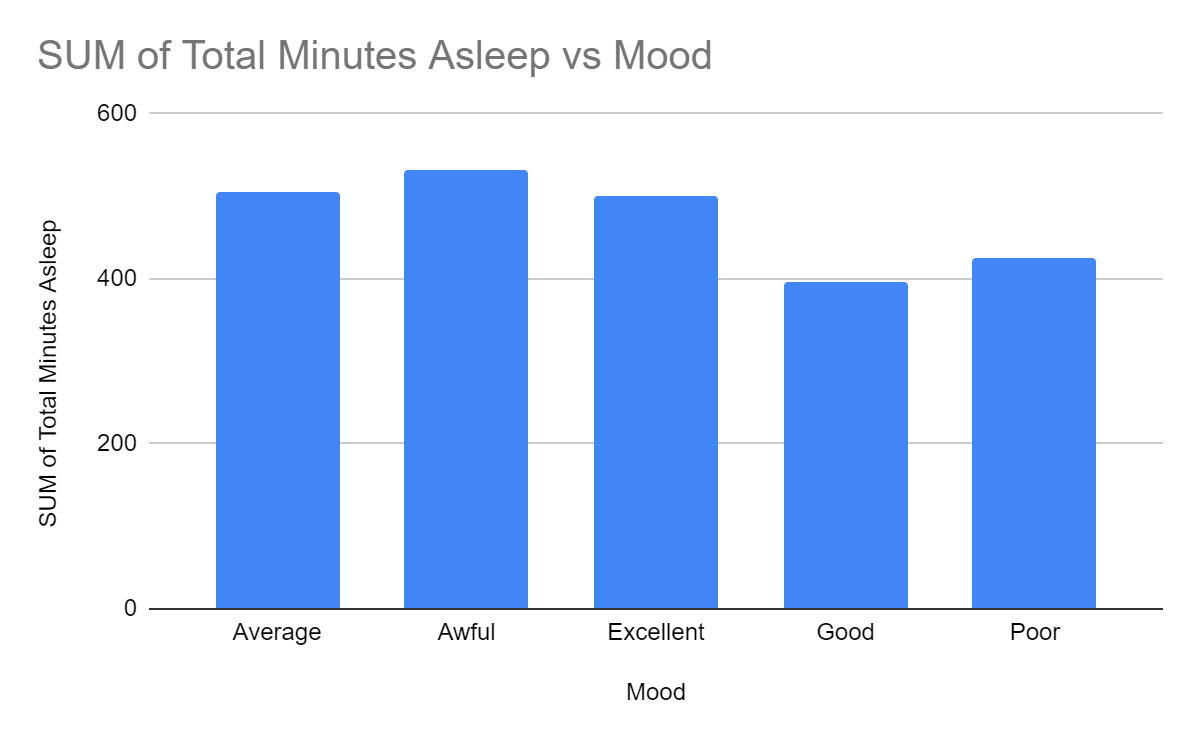 SUM of Total Minutes Asleep vs Mood
SUM of Total Minutes Asleep
600
400
200
0
Average
Awful
Excellent
Good
Poor
Mood